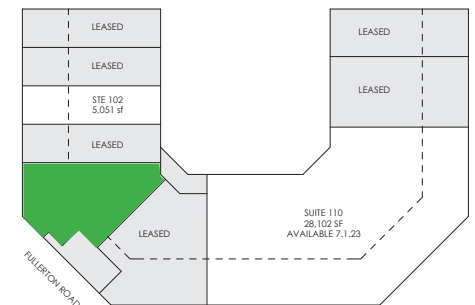 LEASED
LEASED
STE 102
5,051 sf
LEASED
LEASED
LEASED
LEASED
SUITE 110
28,102 SF
AVAILABLE 7.1.23
FULLERTON ROAD